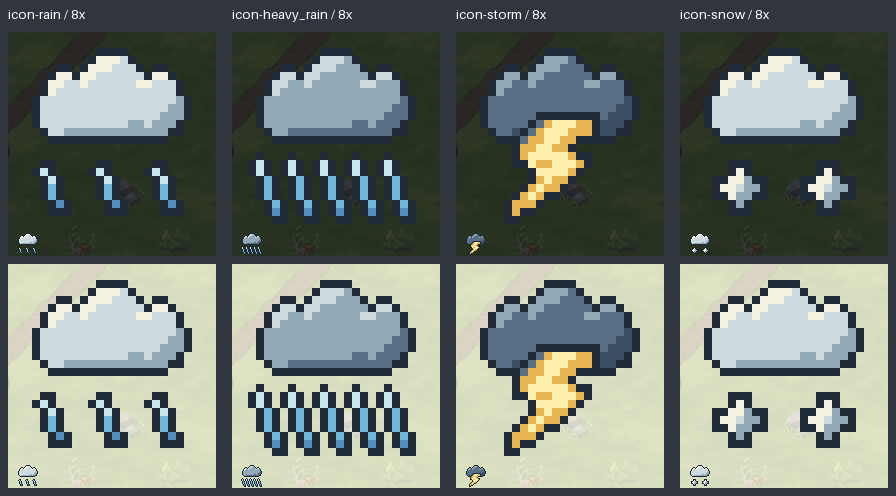 icon-rain / 8x
icon-heavy_rain / 8x
icon-storm / 8x
icon-snow / 8x